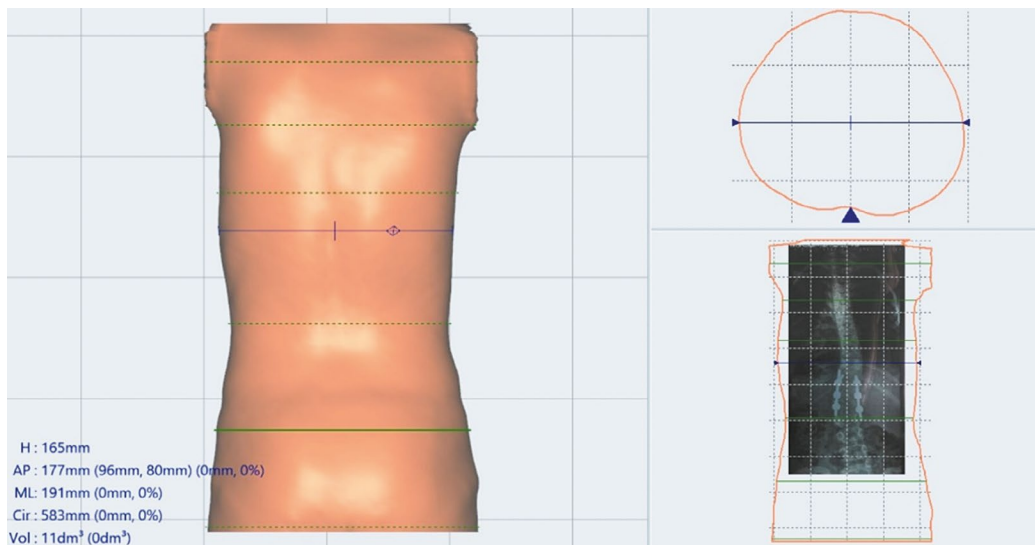 H : 165mm
AP : 177mm (96mm, 80mm) (0mm, 0%)
ML: 191mm (0mm, 0%)
Cir : 583mm (0mm, 0%)
Vol : 11dm³ (0dm³)